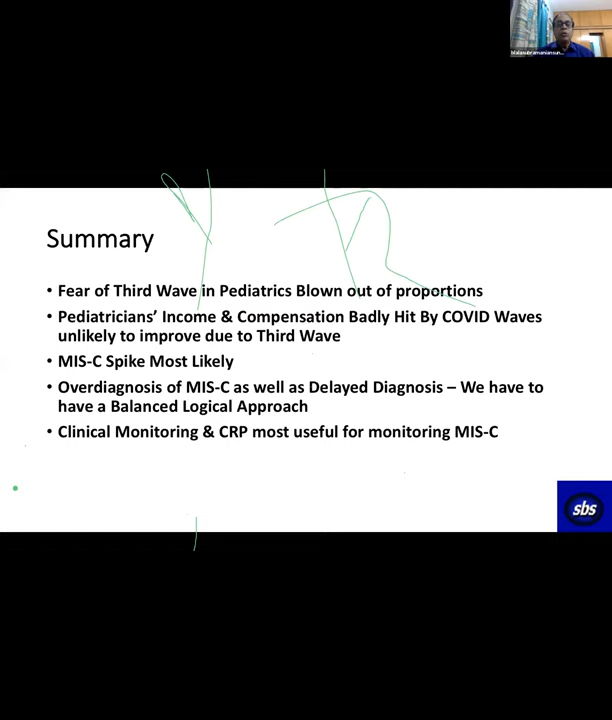 Summary
• Fear of Third Wave in Pediatrics Blown out of proportions
• Pediatricians' Income & Compensation Badly Hit By COVID Waves
unlikely to improve due to Third Wave
• MIS-C Spike Most Likely
• Overdiagnosis of MIS-C as well as Delayed Diagnosis – We have to
have a Balanced Logical Approach
• Clinical Monitoring & CRP most useful for monitoring MIS-C
sbs